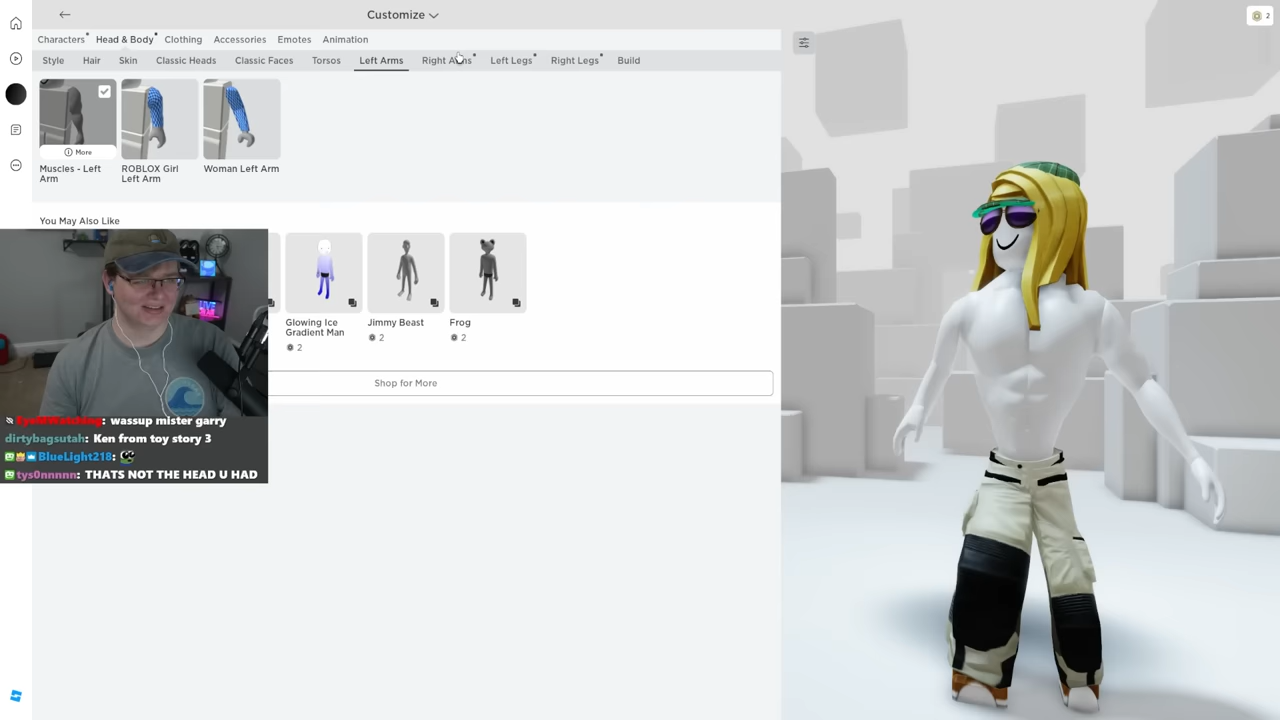 Customize
2
Characters Head & Body Clothing Accessories Emotes Animation
Style Hair Skin Classic Heads Classic Faces Torsos Left Arms Right Arms Left Legs Right Legs Build
More
Muscles - Left
Arm
ROBLOX Girl
Left Arm
Woman Left Arm
You May Also Like
Glowing Ice
Gradient Man
2
Jimmy Beast
2
Frog
2
Shop for More
wassup mister garry
dirtybagsutah: Ken from toy story 3
BlueLight218:
tys0nnnnn: THATS NOT THE HEAD U HAD